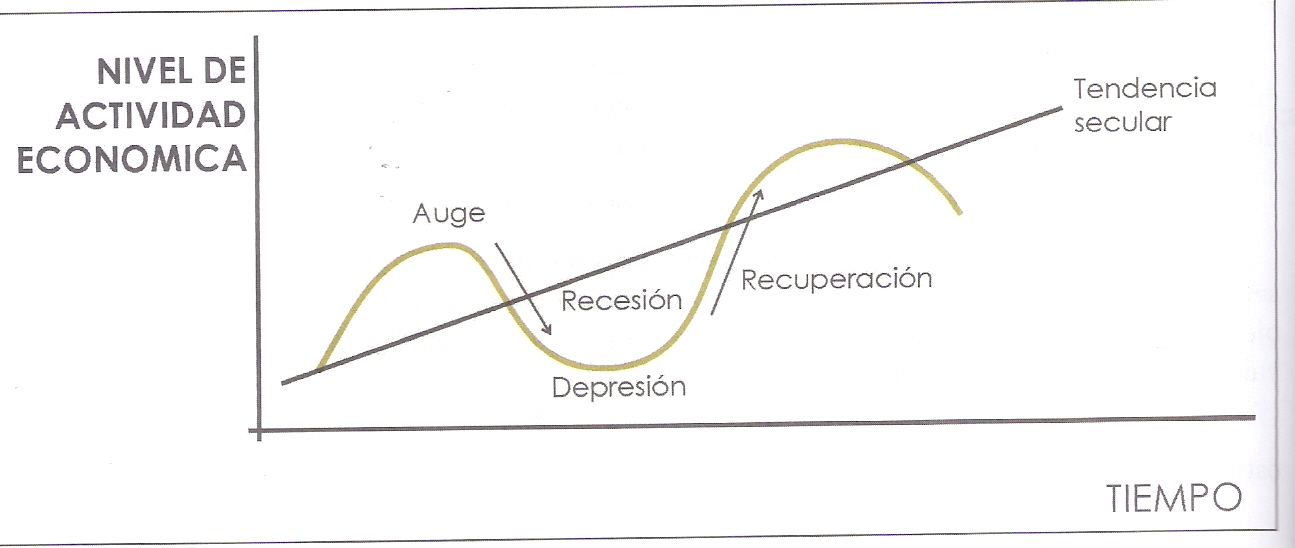 NIVEL DE
ACTIVIDAD
ECONOMICA
Tendencia
secular
Auge
Recesión
Recuperación
Depresión
TIEMPO